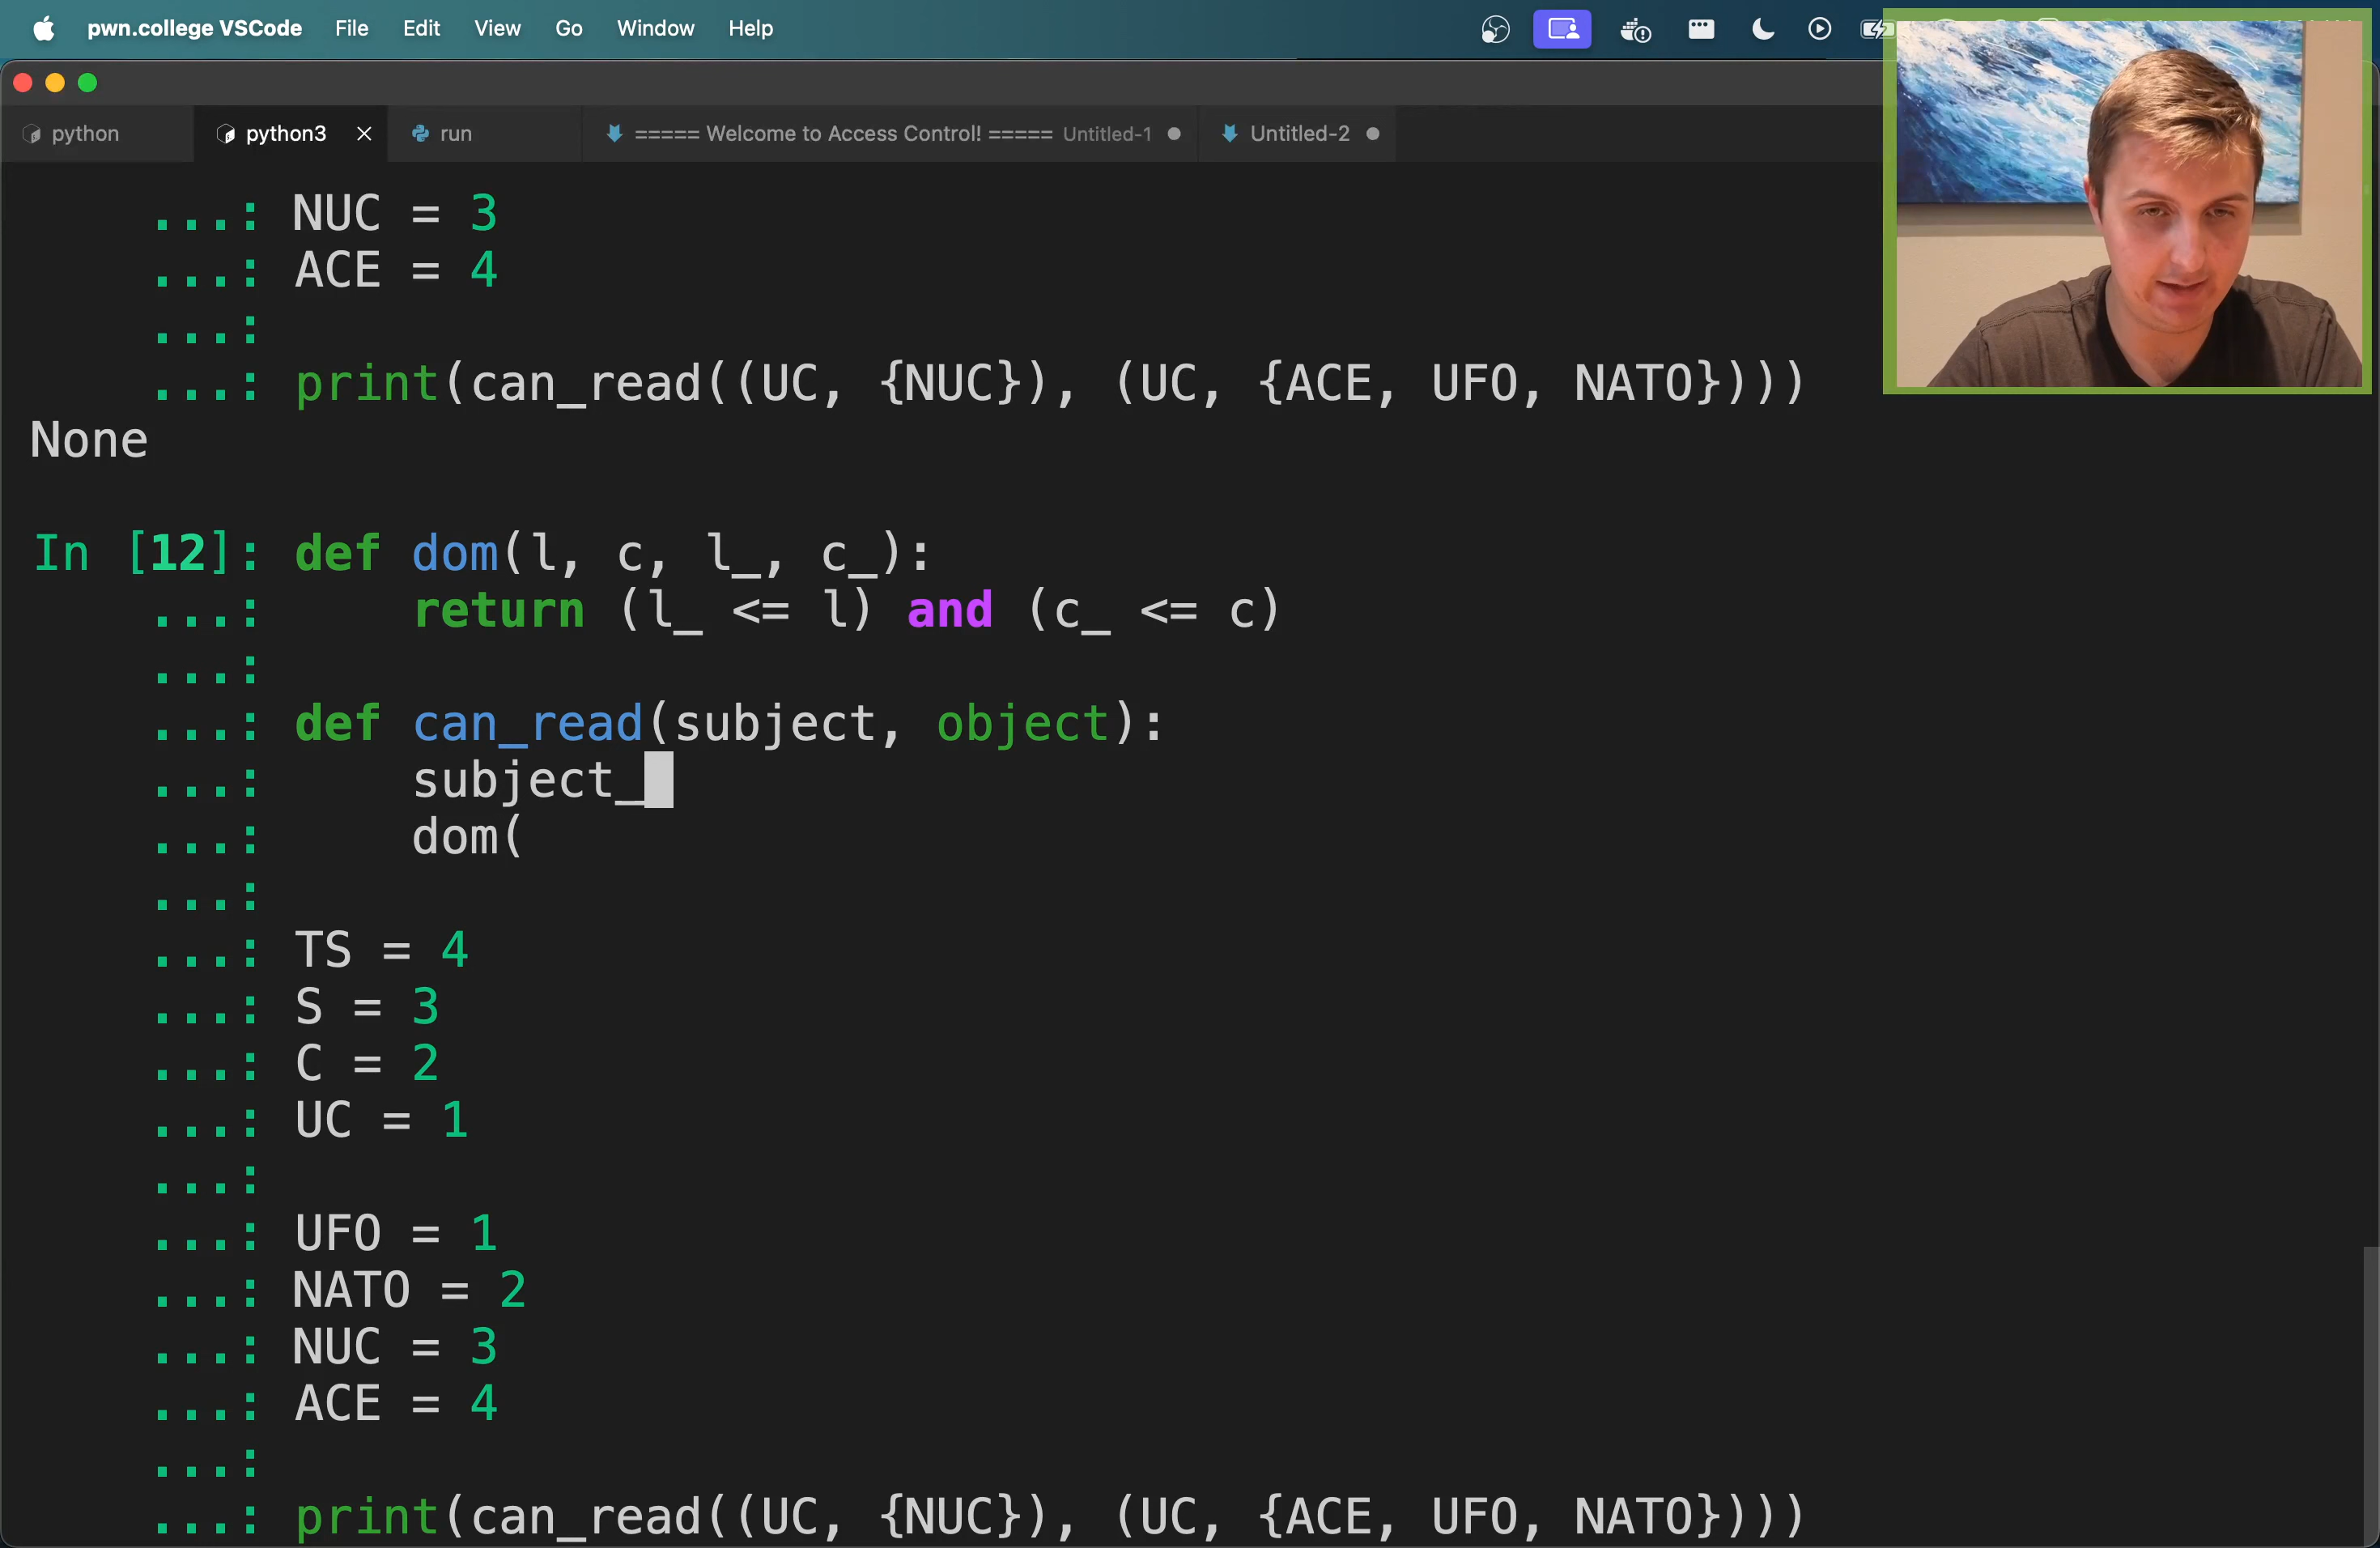 pwn.college VSCode File Edit View Go Window Help
python python3 run ===== Welcome to Access Control! ===== Untitled-1 Untitled-2
...: NUC = 3
...: ACE = 4
...:
...: print(can_read((UC, {NUC}), (UC, {ACE, UFO, NATO})))
None
In [12]: def dom(l, c, l_, c_):
...:     return (l_ <= l) and (c_ <= c)
...:
...: def can_read(subject, object):
...:     subject_
...:     dom(
...:
...: TS = 4
...: S = 3
...: C = 2
...: UC = 1
...:
...: UFO = 1
...: NATO = 2
...: NUC = 3
...: ACE = 4
...:
...: print(can_read((UC, {NUC}), (UC, {ACE, UFO, NATO})))